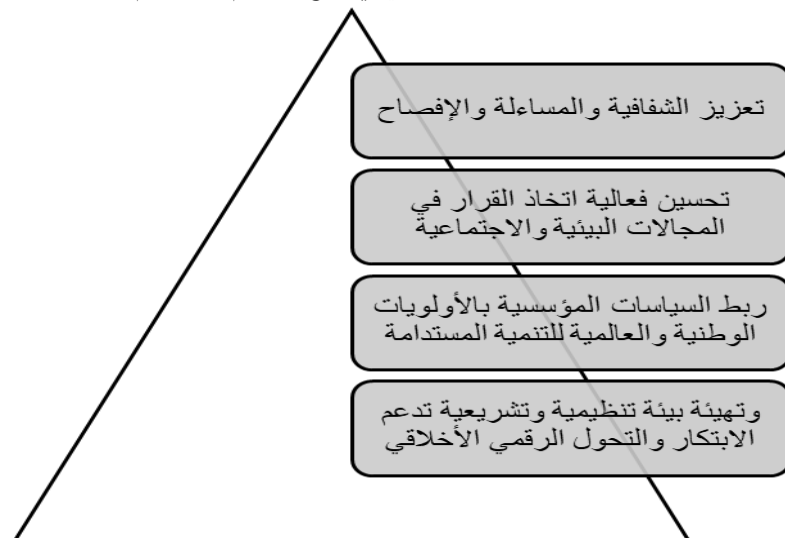 تعزيز الشفافية والمساءلة والإفصاح
تحسين فعالية اتخاذ القرار في
المجالات البيئية والاجتماعية
ربط السياسات المؤسسية بالأولويات
الوطنية والعالمية للتنمية المستدامة
وتهيئة بيئة تنظيمية وتشريعية تدعم
الابتكار والتحول الرقمي الأخلاقي